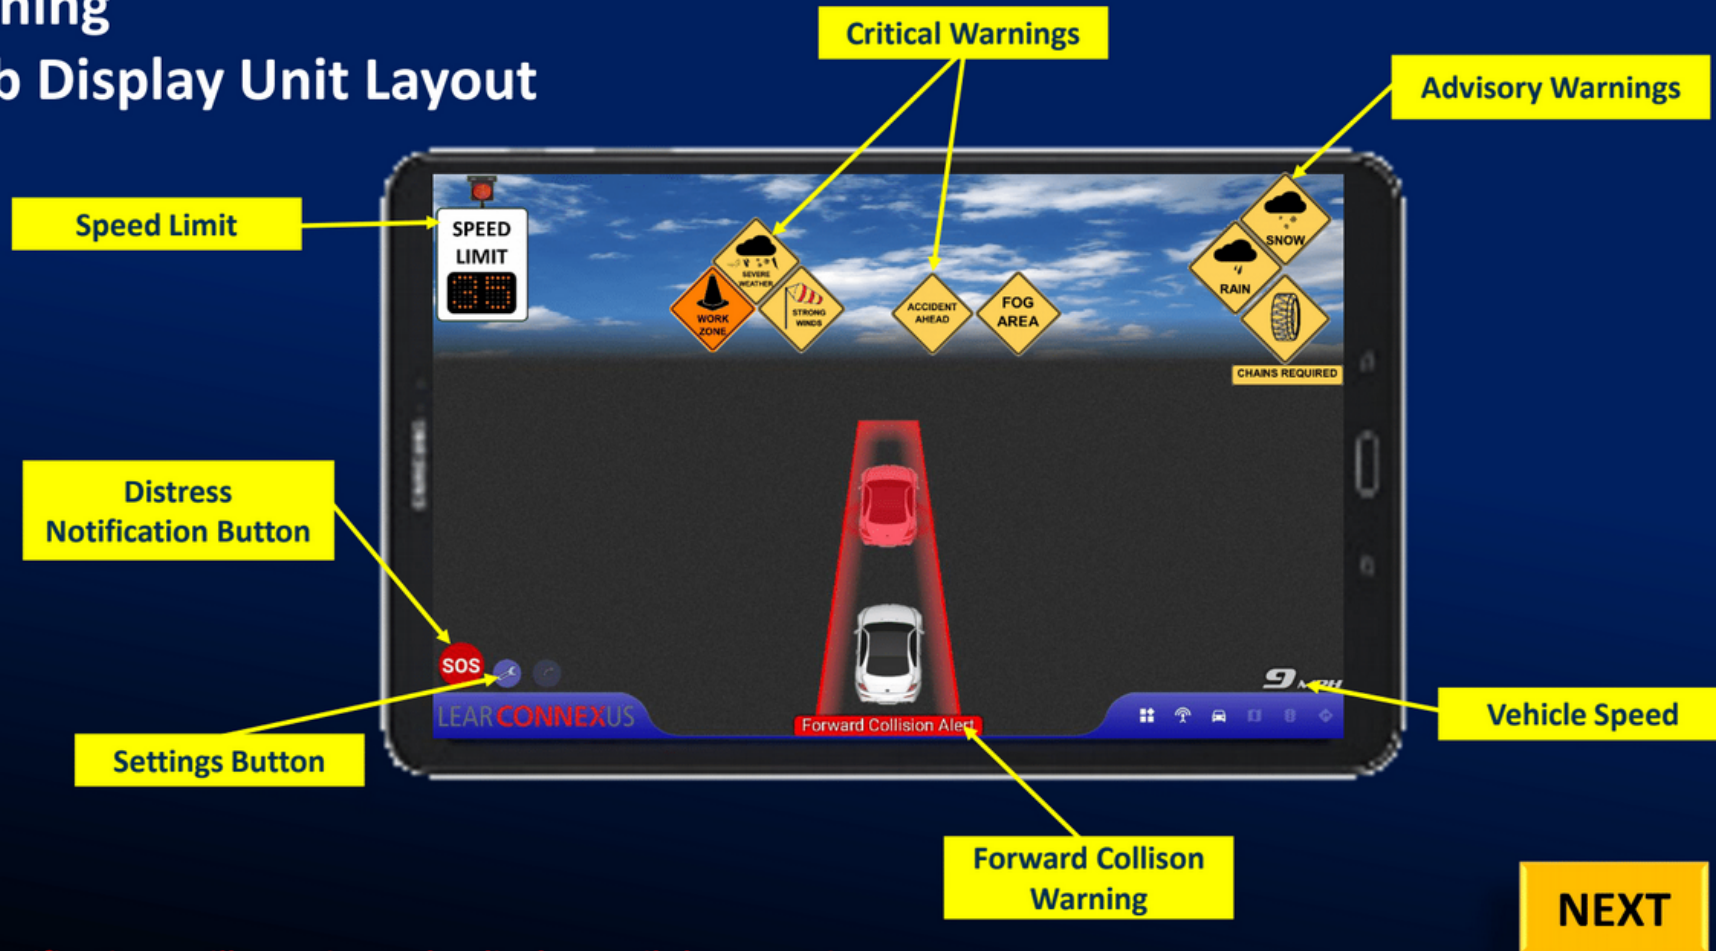 ning
b Display Unit Layout
Critical Warnings
Advisory Warnings
Speed Limit
SPEED
LIMIT
35
SEVERE
WEATHER
WORK
ZONE
STRONG
WINDS
ACCIDENT
AHEAD
FOG
AREA
SNOW
RAIN
CHAINS REQUIRED
Distress
Notification Button
SOS
9 MPH
LEAR CONNEXUS
Forward Collision Alert
Vehicle Speed
Settings Button
Forward Collison
Warning
NEXT